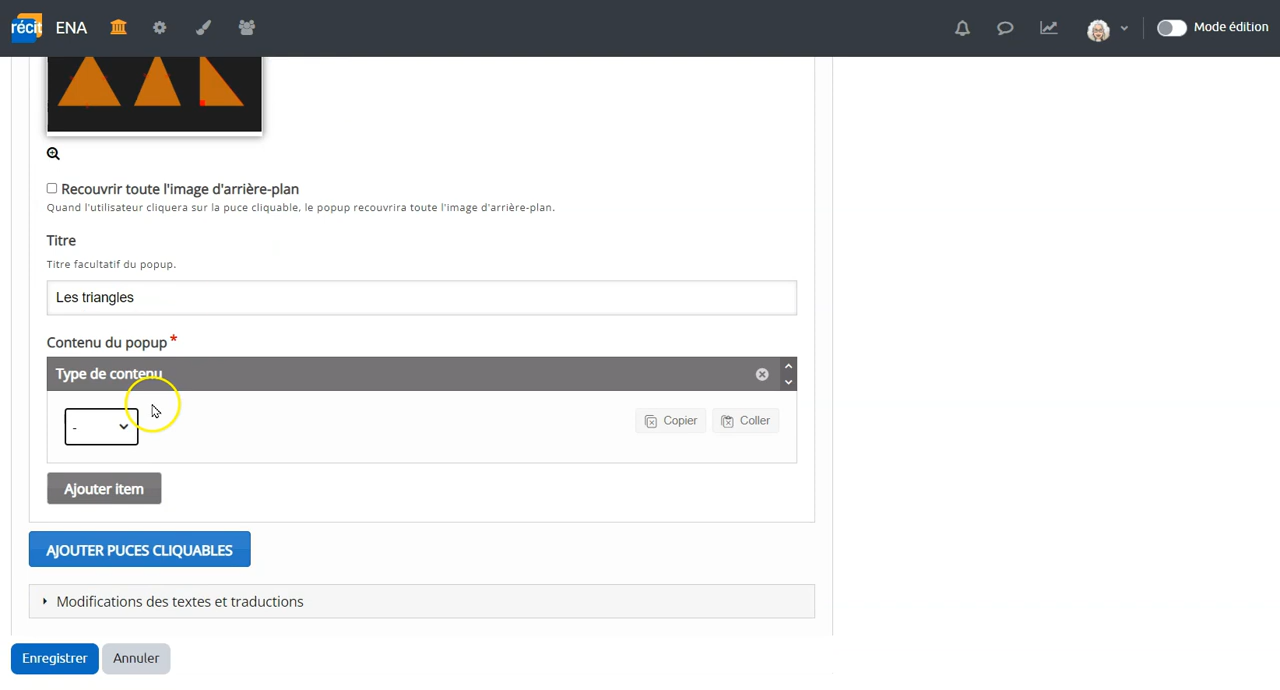 récit ENA Mode édition
Recouvrir toute l'image d'arrière-plan
Quand l'utilisateur cliquera sur la puce cliquable, le popup recouvrira toute l'image d'arrière-plan.
Titre
Titre facultatif du popup.
Les triangles
Contenu du popup *
Type de contenu
- Copier Coller
Ajouter item
AJOUTER PUCES CLIQUABLES
Modifications des textes et traductions
Enregistrer Annuler